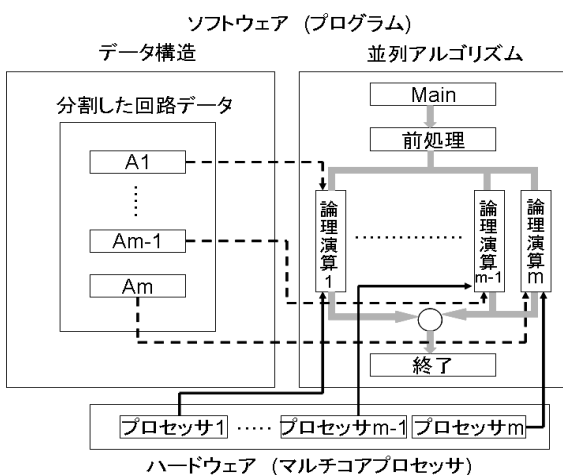 ソフトウェア (プログラム)
データ構造
並列アルゴリズム
分割した回路データ
A1
Am-1
Am
Main
前処理
論理演算1
論理演算m-1
論理演算m
終了
プロセッサ1
プロセッサm-1
プロセッサm
ハードウェア (マルチコアプロセッサ)